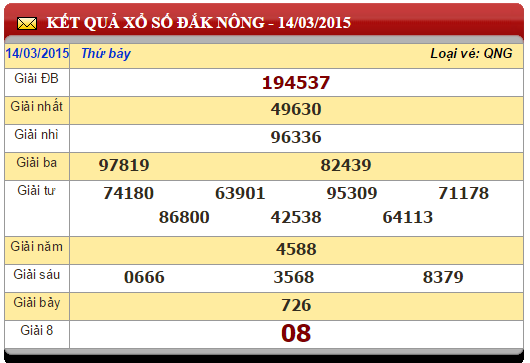 KẾT QUẢ XỔ SỐ ĐẮK NÔNG - 14/03/2015
14/03/2015 Thứ bảy Loại vé: QNG
Giải ĐB 194537
Giải nhất 49630
Giải nhì 96336
Giải ba 97819 82439
Giải tư 74180 63901 95309 71178
86800 42538 64113
Giải năm 4588
Giải sáu 0666 3568 8379
Giải bảy 726
Giải 8 08